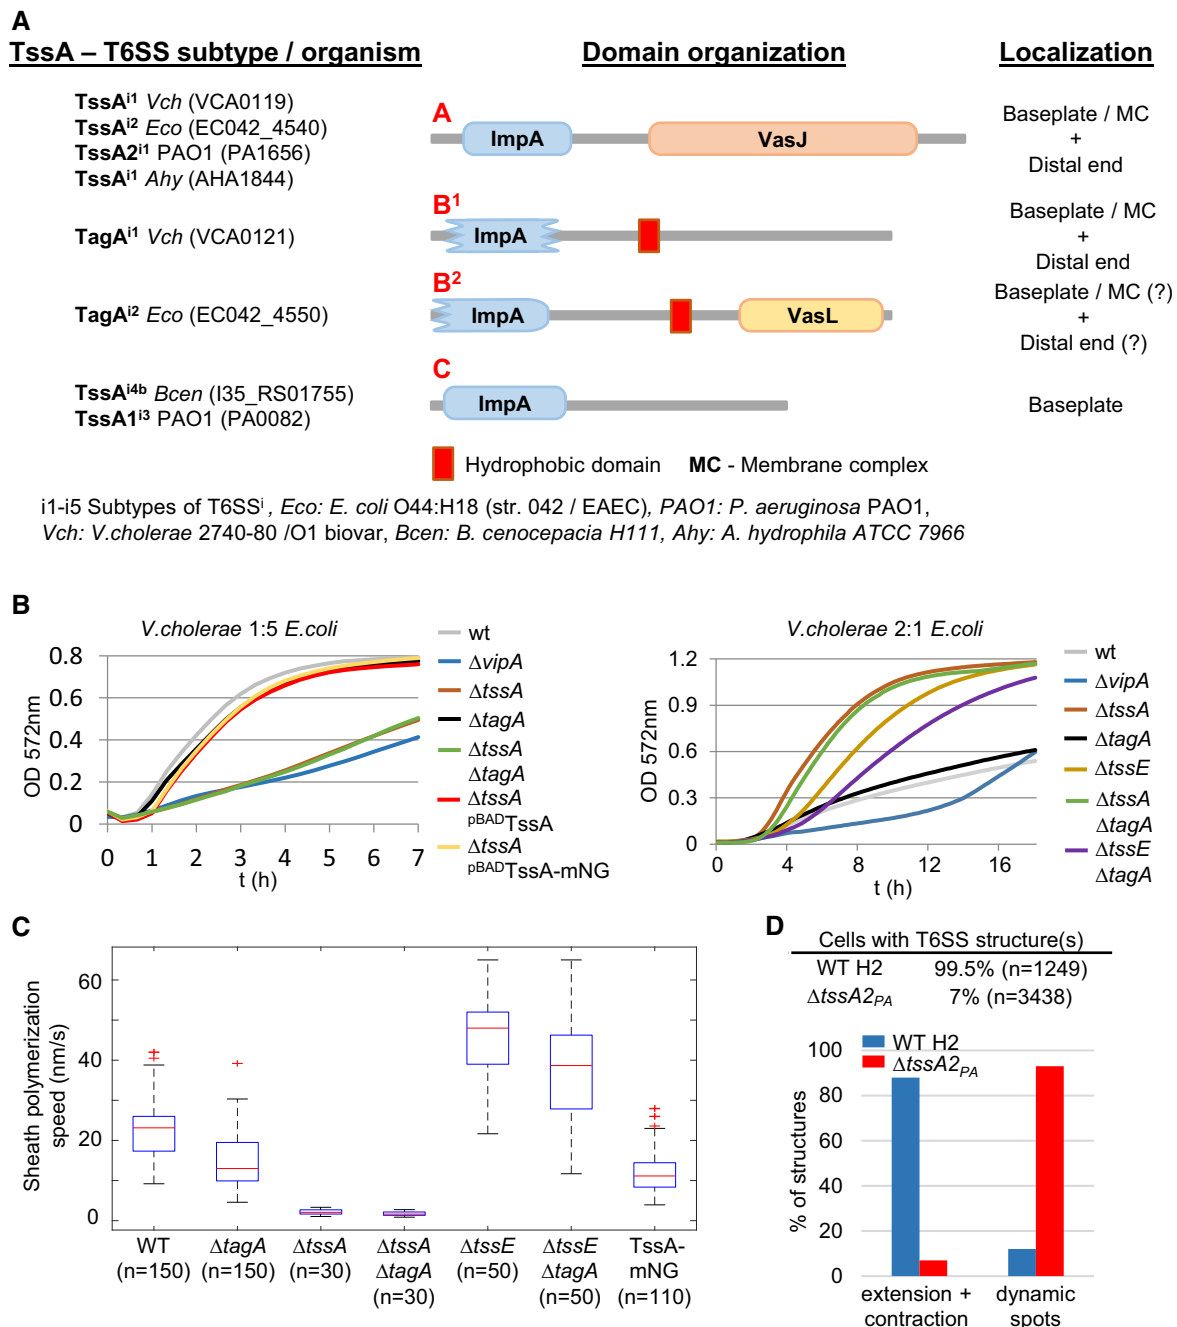 A
TssA – T6SS subtype / organism
Domain organization
Localization
TssAⁱ¹ Vch (VCA0119)
TssAⁱ² Eco (EC042_4540)
TssA2ⁱ¹ PAO1 (PA1656)
TssAⁱ¹ Ahy (AHA1844)
A
ImpA
VasJ
Baseplate / MC
+
Distal end
TagAⁱ¹ Vch (VCA0121)
B¹
ImpA
Baseplate / MC
+
Distal end
TagAⁱ² Eco (EC042_4550)
B²
ImpA
VasL
Baseplate / MC (?)
+
Distal end (?)
TssAⁱ⁴ᵇ Bcen (I35_RS01755)
TssA1ⁱ³ PAO1 (PA0082)
C
ImpA
Baseplate
Hydrophobic domain
MC - Membrane complex
i1-i5 Subtypes of T6SSⁱ , Eco: E. coli O44:H18 (str. 042 / EAEC), PAO1: P. aeruginosa PAO1,
Vch: V.cholerae 2740-80 /O1 biovar, Bcen: B. cenocepacia H111, Ahy: A. hydrophila ATCC 7966
B
V.cholerae 1:5 E.coli
OD 572nm
0.8
0.6
0.4
0.2
0
0 1 2 3 4 5 6 7
t (h)
wt
ΔvipA
ΔtssA
ΔtagA
ΔtssA
ΔtagA
ΔtssA
pBADTssA
ΔtssA
pBADTssA-mNG
V.cholerae 2:1 E.coli
OD 572nm
1.2
0.9
0.6
0.3
0
0 4 8 12 16
t (h)
wt
ΔvipA
ΔtssA
ΔtagA
ΔtssE
ΔtssA
ΔtagA
ΔtssE
ΔtagA
C
Sheath polymerization
speed (nm/s)
60
40
20
0
WT
(n=150)
ΔtagA
(n=150)
ΔtssA
(n=30)
ΔtssA
ΔtagA
(n=30)
ΔtssE
(n=50)
ΔtssE
ΔtagA
(n=50)
TssA-
mNG
(n=110)
D
Cells with T6SS structure(s)
WT H2 99.5% (n=1249)
ΔtssA2PA 7% (n=3438)
WT H2
ΔtssA2PA
% of structures
100
80
60
40
20
0
extension +
contraction
dynamic
spots